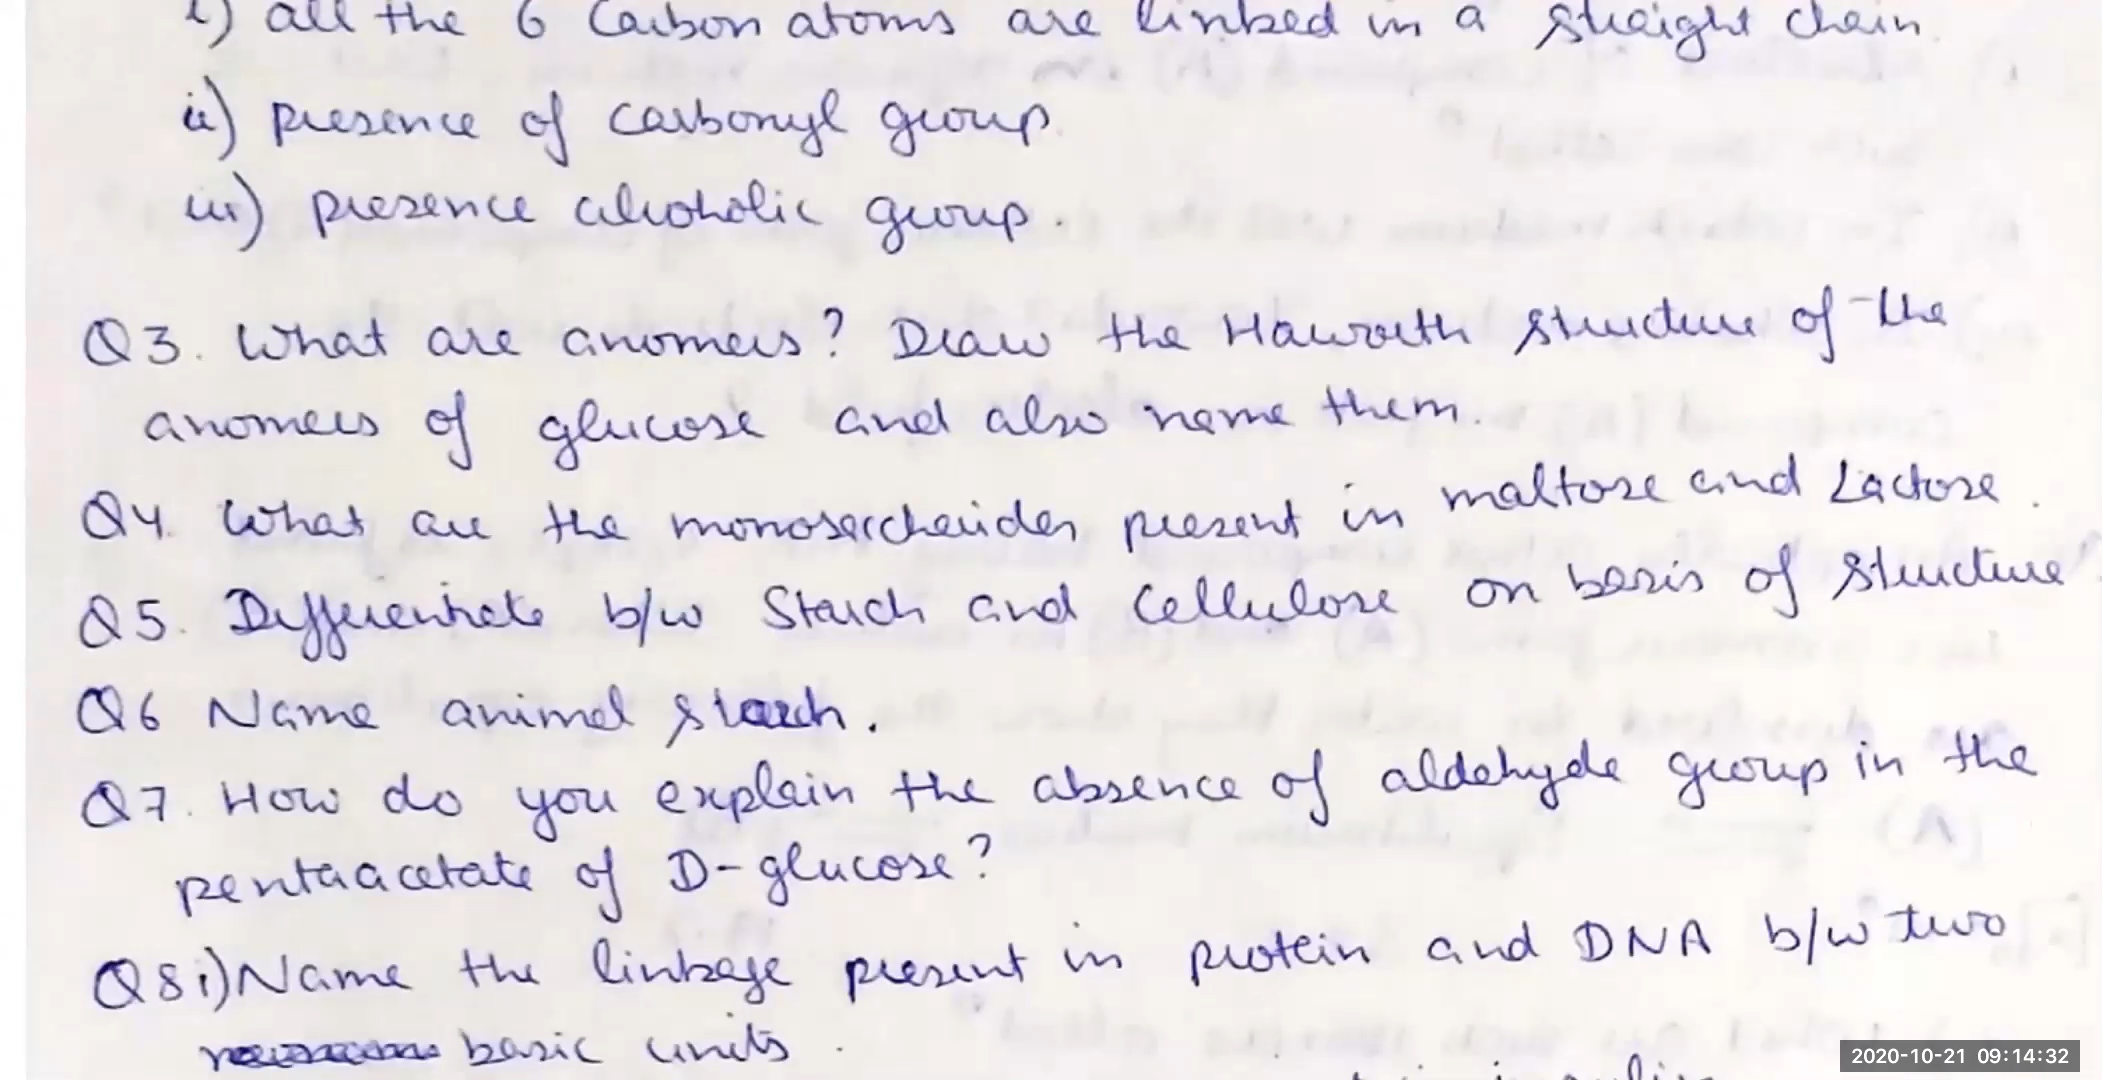 i) all the 6 Carbon atoms are linked in a straight chain
ii) presence of carbonyl group
iii) presence alcoholic group.
Q3. What are anomers? Draw the Haworth structure of the
anomers of glucose and also name them.
Q4. What are the monosaccharides present in maltose and Lactose.
Q5. Differentiate b/w Starch and Cellulose on basis of structure
Q6 Name animal starch.
Q7. How do you explain the absence of aldehyde group in the
pentaacetate of D-glucose?
Q8 i) Name the linkage present in protein and DNA b/w two
basic units.
2020-10-21 09:14:32